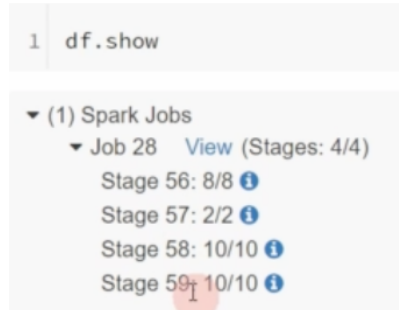 1 df.show
(1) Spark Jobs
Job 28 View (Stages: 4/4)
Stage 56: 8/8
Stage 57: 2/2
Stage 58: 10/10
Stage 59: 10/10